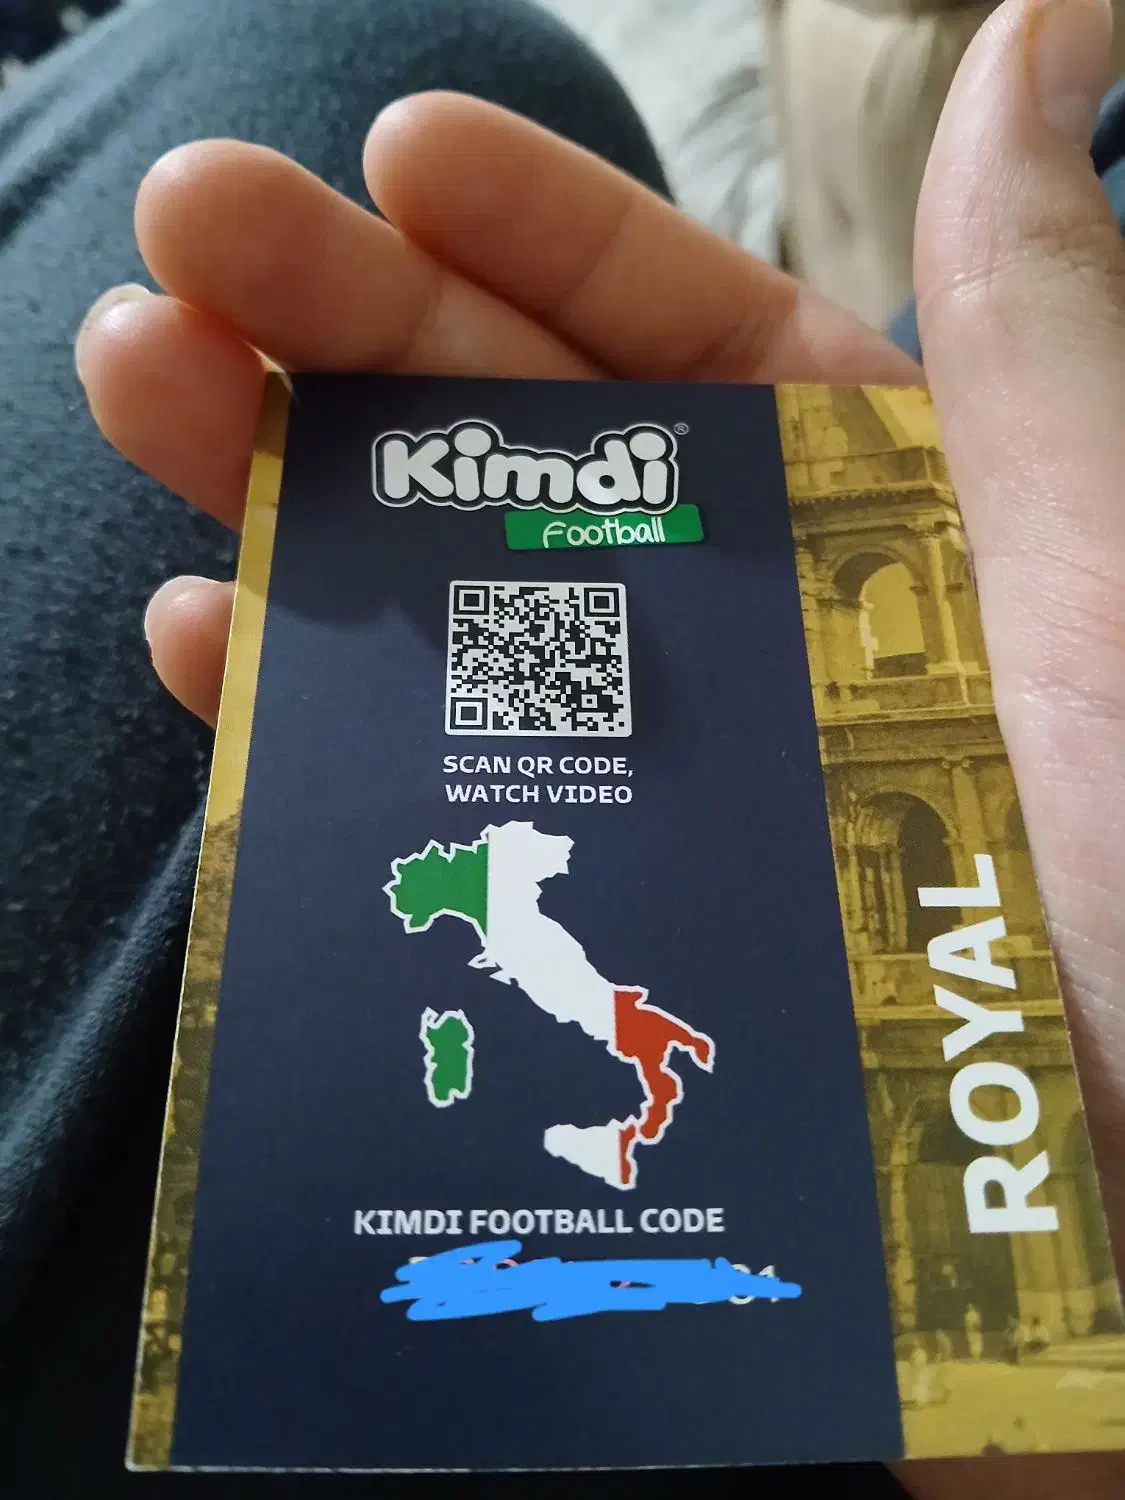 Kimdi®
Football
SCAN QR CODE,
WATCH VIDEO
KIMDI FOOTBALL CODE
ROYAL